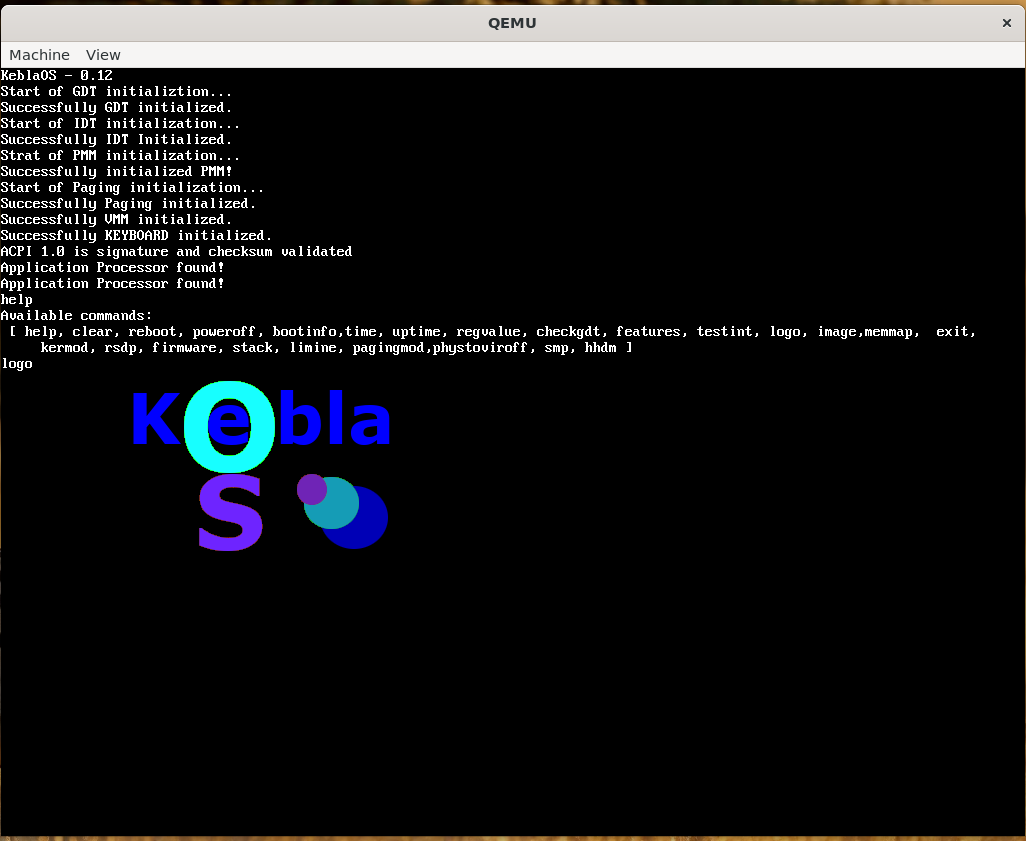 QEMU
Machine View
KeblaOS - 0.12
Start of GDT initializtion...
Successfully GDT initialized.
Start of IDT initialization...
Successfully IDT Initialized.
Strat of PMM initialization...
Successfully initialized PMM!
Start of Paging initialization...
Successfully Paging initialized.
Successfully VMM initialized.
Successfully KEYBOARD initialized.
ACPI 1.0 is signature and checksum validated
Application Processor found!
Application Processor found!
help
Available commands:
[ help, clear, reboot, poweroff, bootinfo,time, uptime, regvalue, checkgdt, features, testint, logo, image,memmap,  exit,
kermod, rsdp, firmware, stack, limine, pagingmod,phystoviroff, smp, hhdm ]
logo
Kebla
O
S